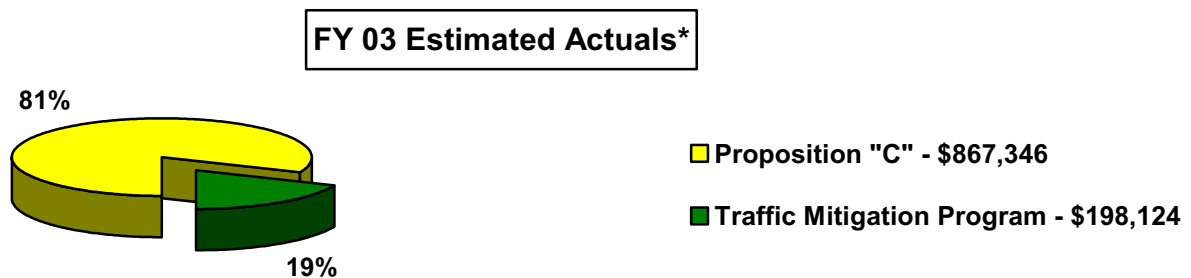 FY 03 Estimated Actuals*
81%
Proposition "C" - $867,346
Traffic Mitigation Program - $198,124
19%